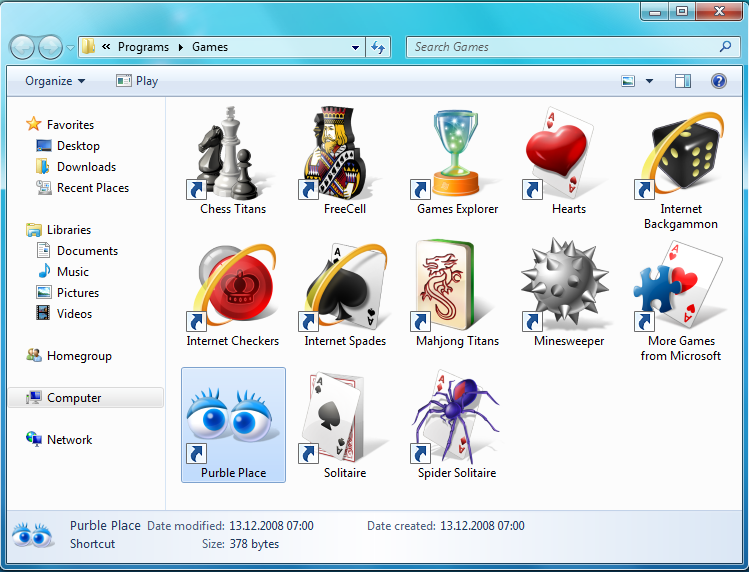 « Programs Games
Search Games
Organize Play
Favorites
Desktop
Downloads
Recent Places
Libraries
Documents
Music
Pictures
Videos
Homegroup
Computer
Network
Chess Titans
FreeCell
Games Explorer
Hearts
Internet
Backgammon
Internet Checkers
Internet Spades
Mahjong Titans
Minesweeper
More Games
from Microsoft
Purble Place
Solitaire
Spider Solitaire
Purble Place Date modified: 13.12.2008 07:00 Date created: 13.12.2008 07:00
Shortcut Size: 378 bytes